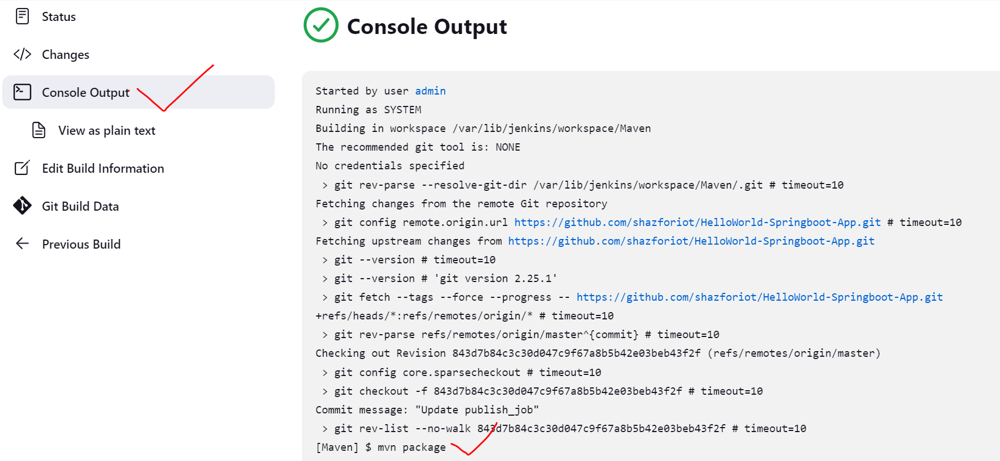 Status
Changes
Console Output
View as plain text
Edit Build Information
Git Build Data
Previous Build
Console Output
Started by user admin
Running as SYSTEM
Building in workspace /var/lib/jenkins/workspace/Maven
The recommended git tool is: NONE
No credentials specified
> git rev-parse --resolve-git-dir /var/lib/jenkins/workspace/Maven/.git # timeout=10
Fetching changes from the remote Git repository
> git config remote.origin.url https://github.com/shazforiot/HelloWorld-Springboot-App.git # timeout=10
Fetching upstream changes from https://github.com/shazforiot/HelloWorld-Springboot-App.git
> git --version # timeout=10
> git --version # 'git version 2.25.1'
> git fetch --tags --force --progress -- https://github.com/shazforiot/HelloWorld-Springboot-App.git
+refs/heads/*:refs/remotes/origin/* # timeout=10
> git rev-parse refs/remotes/origin/master^{commit} # timeout=10
Checking out Revision 843d7b84c3c30d047c9f67a8b5b42e03beb43f2f (refs/remotes/origin/master)
> git config core.sparsecheckout # timeout=10
> git checkout -f 843d7b84c3c30d047c9f67a8b5b42e03beb43f2f # timeout=10
Commit message: "Update publish_job"
> git rev-list --no-walk 843d7b84c3c30d047c9f67a8b5b42e03beb43f2f # timeout=10
[Maven] $ mvn package